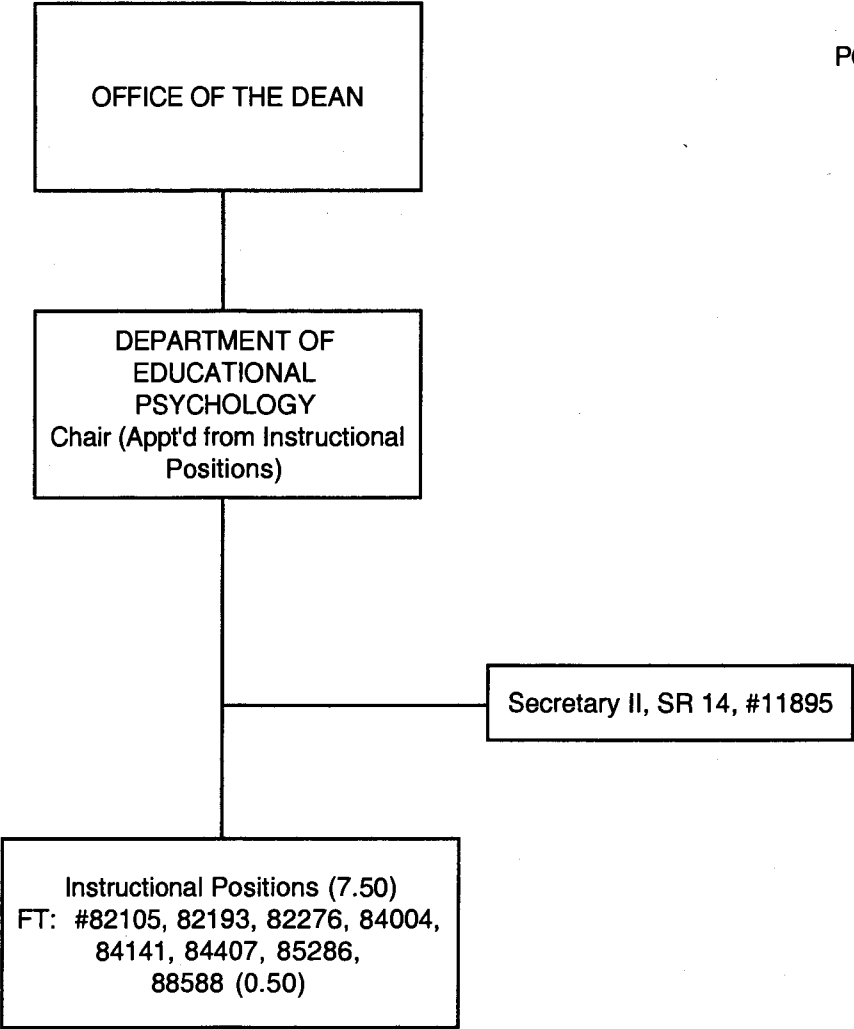 OFFICE OF THE DEAN
DEPARTMENT OF
EDUCATIONAL
PSYCHOLOGY
Chair (Appt'd from Instructional
Positions)
Secretary II, SR 14, #11895
Instructional Positions (7.50)
FT: #82105, 82193, 82276, 84004,
84141, 84407, 85286,
88588 (0.50)